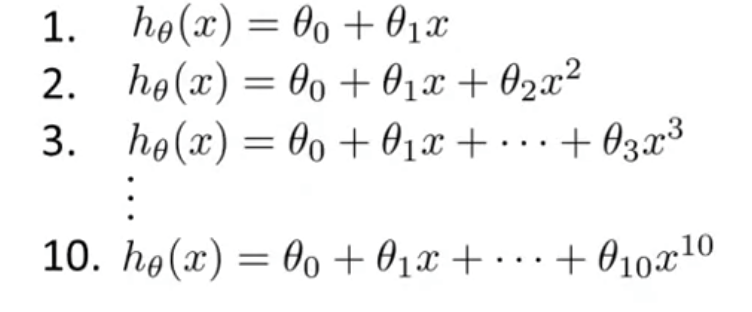 1. hθ(x) = θ₀ + θ₁x
2. hθ(x) = θ₀ + θ₁x + θ₂x²
3. hθ(x) = θ₀ + θ₁x + ⋯ + θ₃x³
⋮
10. hθ(x) = θ₀ + θ₁x + ⋯ + θ₁₀x¹⁰